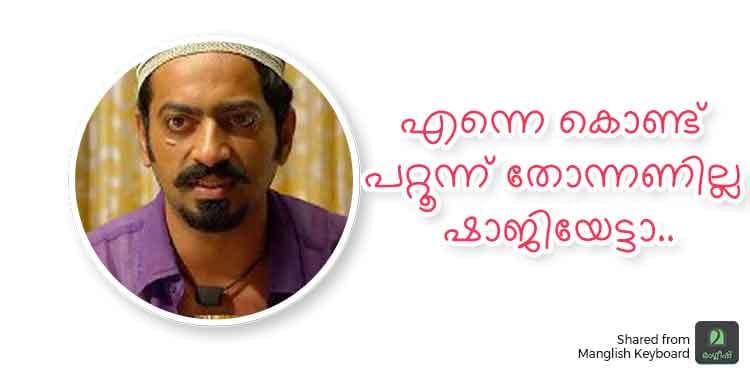 എന്നെ കൊണ്ട്
പറ്റൂന്ന് തോന്നണില്ല
ഷാജിയേട്ടാ..
Shared from
Manglish Keyboard
മംഗ്ലീഷ്